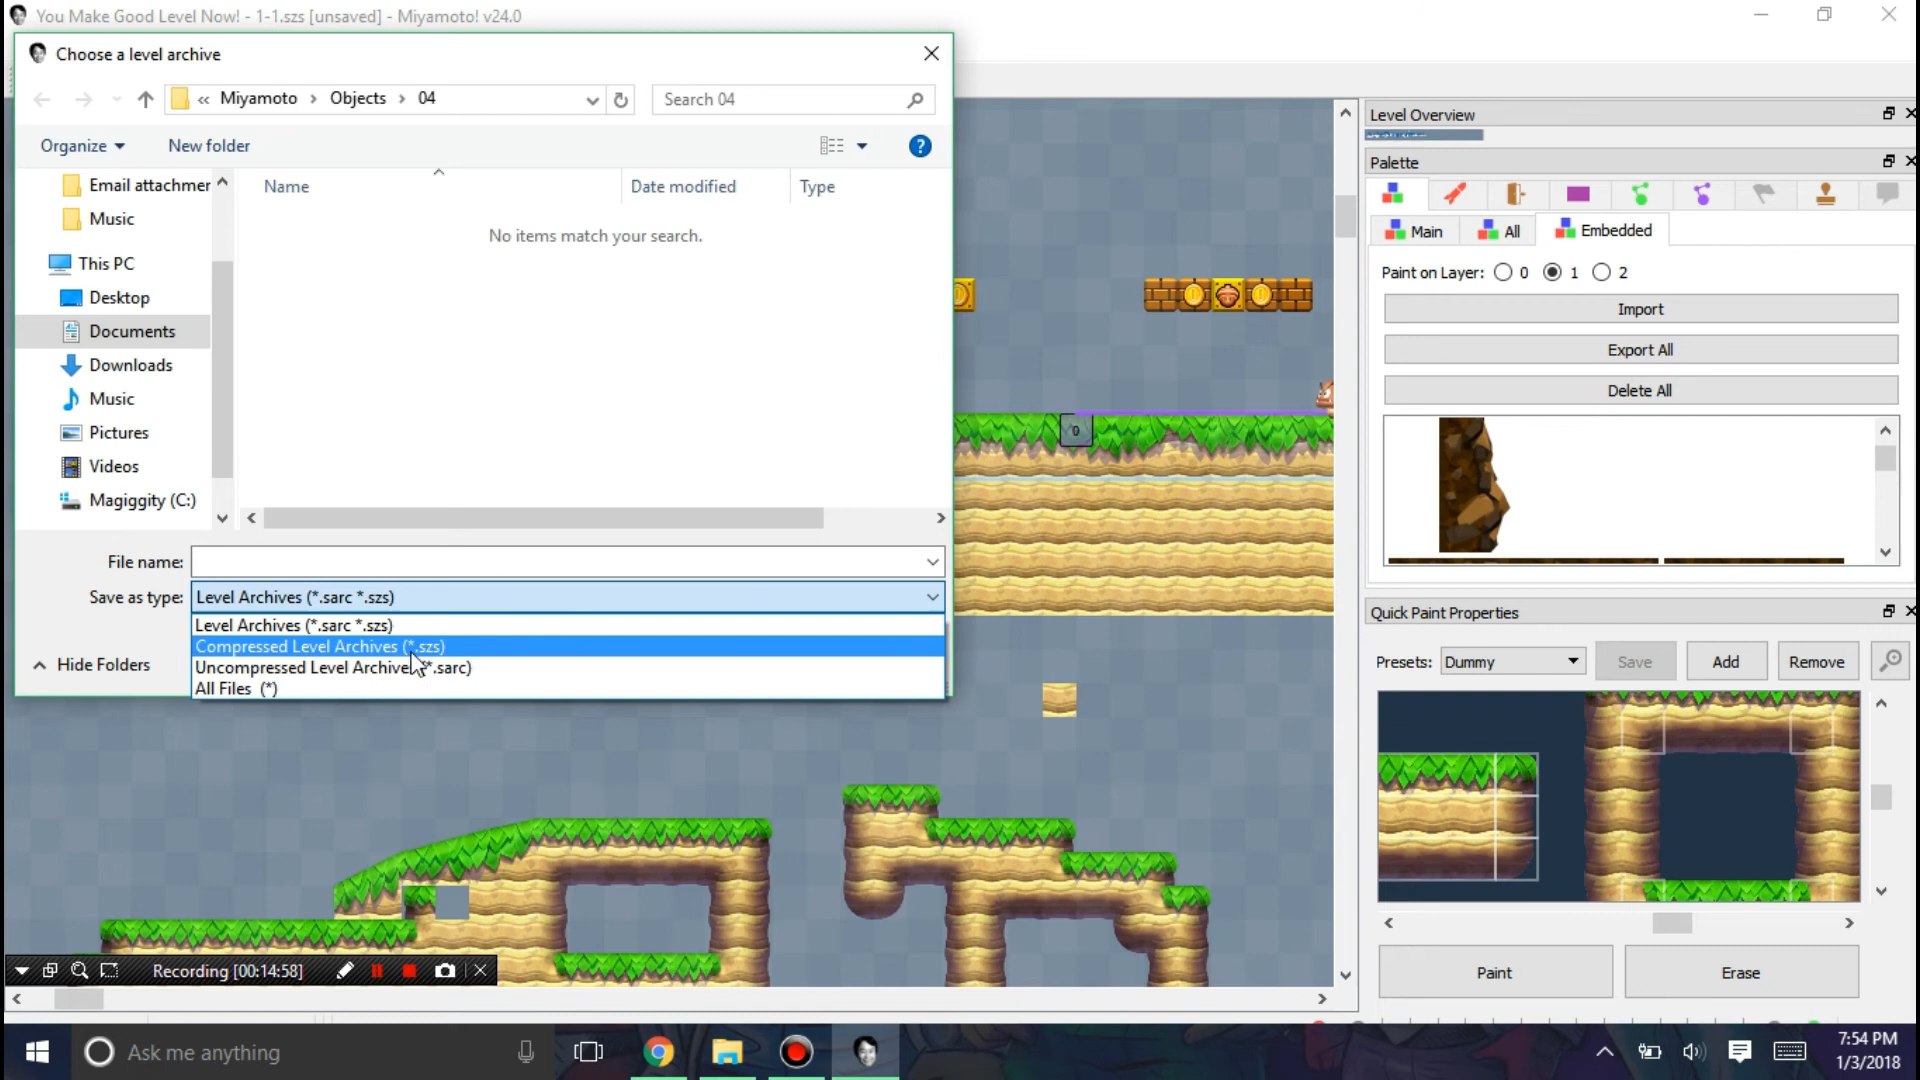 You Make Good Level Now! - 1-1.szs [unsaved] - Miyamoto! v24.0
Choose a level archive
« Miyamoto > Objects > 04
Search 04
Organize
New folder
?
Email attachmer
Music
This PC
Desktop
Documents
Downloads
Music
Pictures
Videos
Magiggity (C:)
Name
Date modified
Type
No items match your search.
File name:
Save as type:
Level Archives (*.sarc *.szs)
Level Archives (*.sarc *.szs)
Compressed Level Archives (*.szs)
Uncompressed Level Archive (*.sarc)
All Files (*)
Hide Folders
0
Level Overview
Palette
Main
All
Embedded
Paint on Layer:
0
1
2
Import
Export All
Delete All
Quick Paint Properties
Presets:
Dummy
Save
Add
Remove
Paint
Erase
Recording [00:14:58]
Ask me anything
7:54 PM
1/3/2018